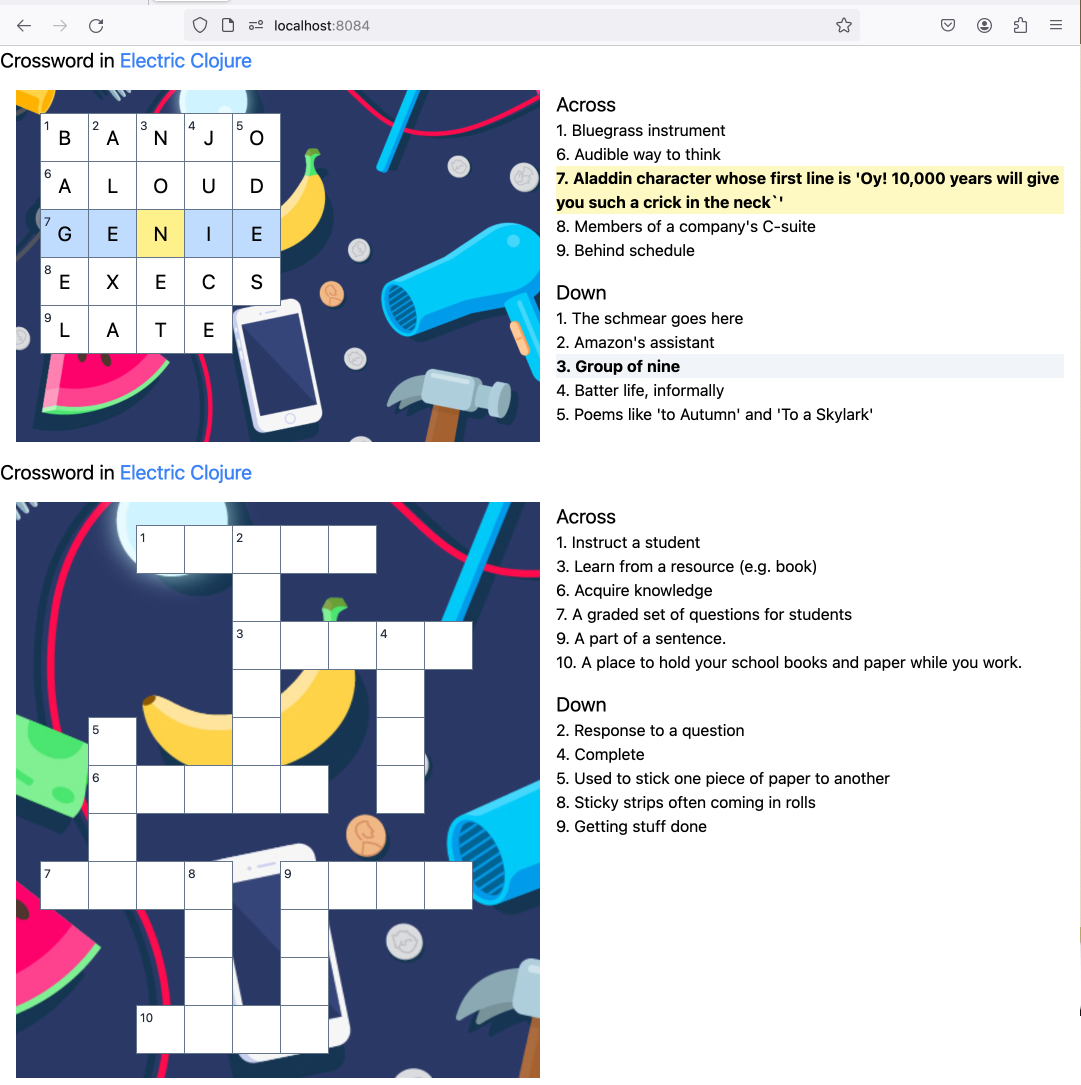 localhost:8084
Crossword in Electric Clojure
1 B 2 A 3 N 4 J 5 O
6 A L O U D
7 G E N I E
8 E X E C S
9 L A T E
Across
1. Bluegrass instrument
6. Audible way to think
7. Aladdin character whose first line is 'Oy! 10,000 years will give
you such a crick in the neck`'
8. Members of a company's C-suite
9. Behind schedule
Down
1. The schmear goes here
2. Amazon's assistant
3. Group of nine
4. Batter life, informally
5. Poems like 'to Autumn' and 'To a Skylark'
Crossword in Electric Clojure
1 2
3 4
5
6
7 8 9
10
Across
1. Instruct a student
3. Learn from a resource (e.g. book)
6. Acquire knowledge
7. A graded set of questions for students
9. A part of a sentence.
10. A place to hold your school books and paper while you work.
Down
2. Response to a question
4. Complete
5. Used to stick one piece of paper to another
8. Sticky strips often coming in rolls
9. Getting stuff done